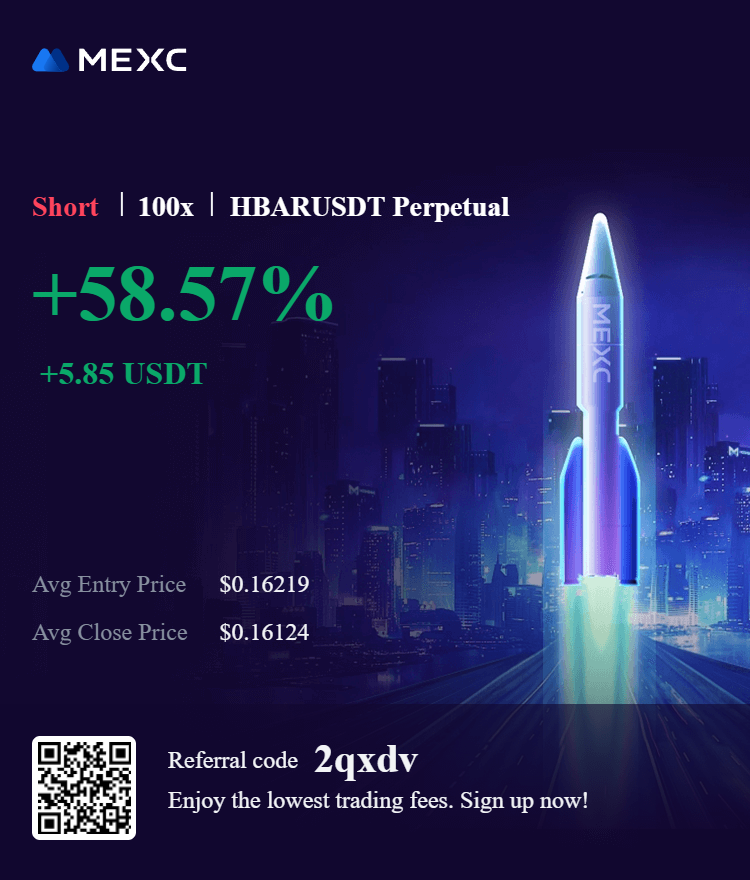 MEXC
Short | 100x | HBARUSDT Perpetual
+58.57%
+5.85 USDT
MEXC
Avg Entry Price $0.16219
Avg Close Price $0.16124
Referral code 2qxdv
Enjoy the lowest trading fees. Sign up now!